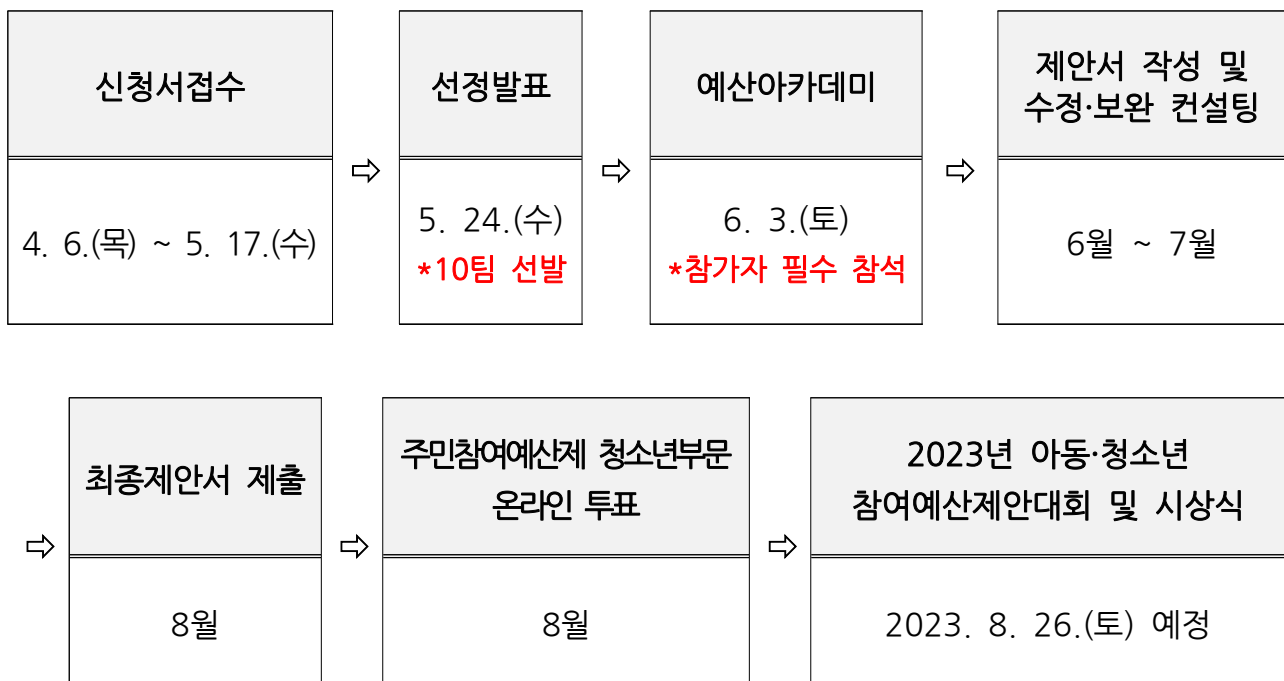 신청서접수
4. 6.(목) ~ 5. 17.(수)
⇨
선정발표
5. 24.(수)
*10팀 선발
⇨
예산아카데미
6. 3.(토)
*참가자 필수 참석
⇨
제안서 작성 및
수정·보완 컨설팅
6월 ~ 7월
⇨
최종제안서 제출
8월
⇨
주민참여예산제 청소년부문
온라인 투표
8월
⇨
2023년 아동·청소년
참여예산제안대회 및 시상식
2023. 8. 26.(토) 예정